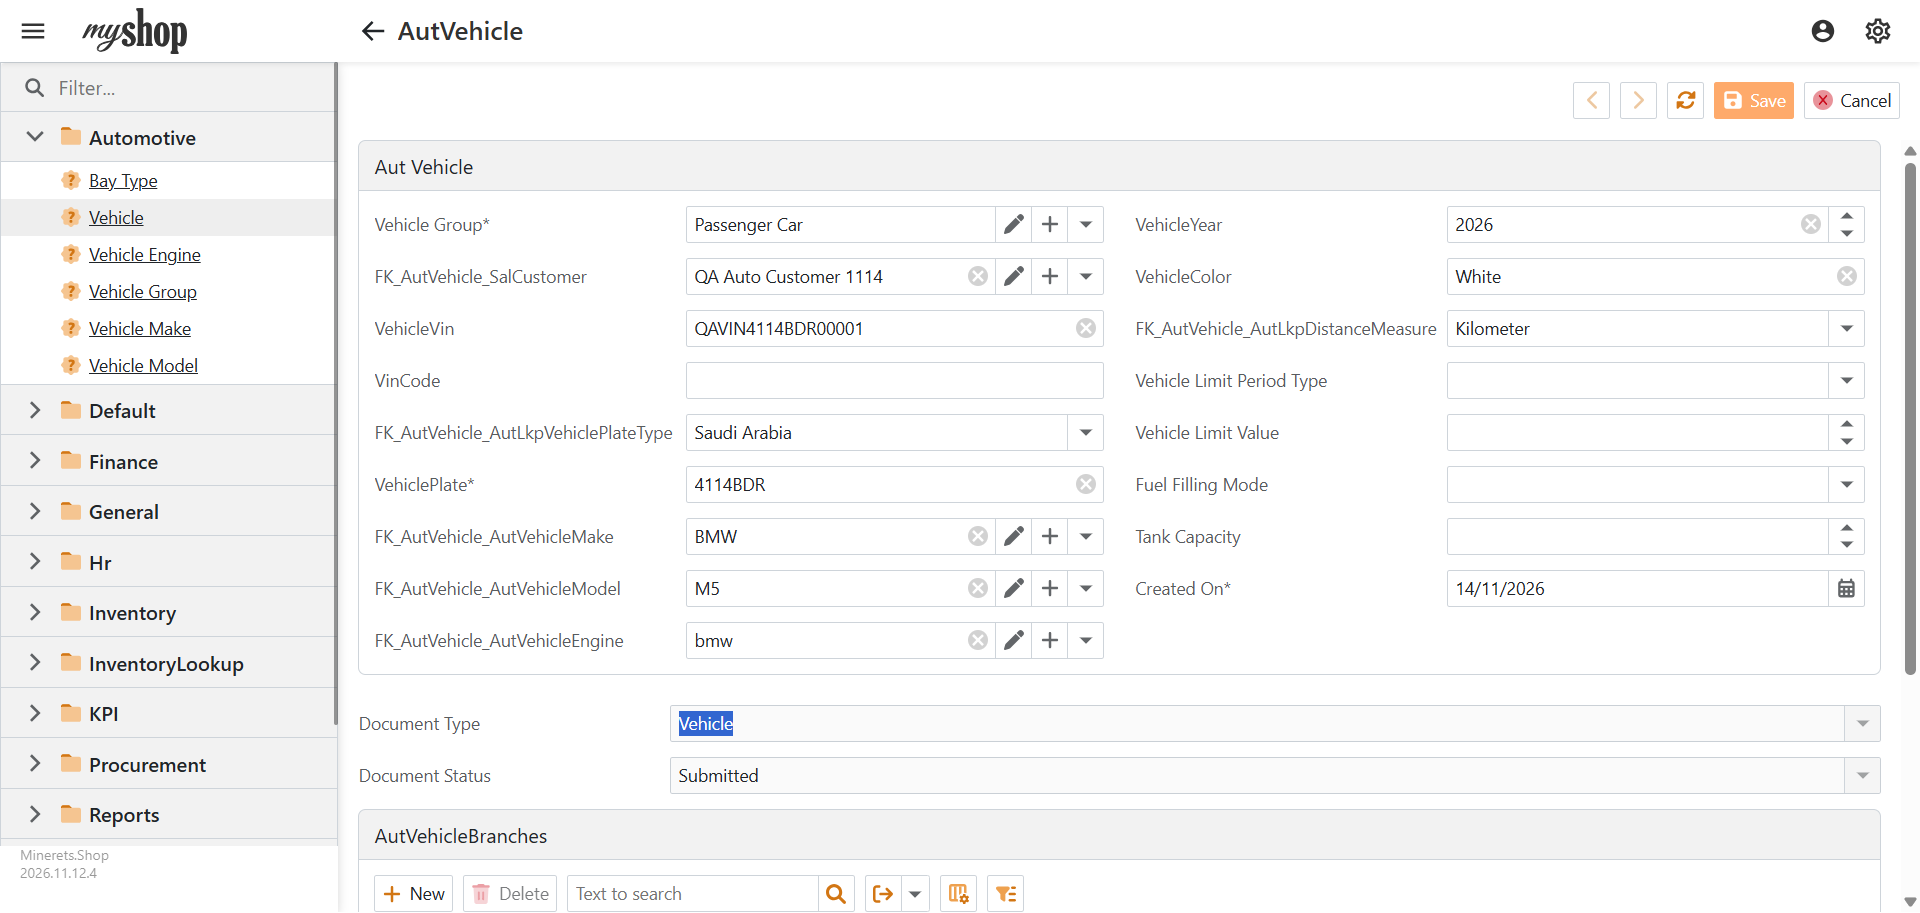 myshop
AutVehicle
Filter...
Save
Cancel
Automotive
Bay Type
Vehicle
Vehicle Engine
Vehicle Group
Vehicle Make
Vehicle Model
Default
Finance
General
Hr
Inventory
InventoryLookup
KPI
Procurement
Reports
Minerets.Shop
2026.11.12.4
Aut Vehicle
Vehicle Group* Passenger Car
FK_AutVehicle_SalCustomer QA Auto Customer 1114
VehicleVin QAVIN4114BDR00001
VinCode
FK_AutVehicle_AutLkpVehiclePlateType Saudi Arabia
VehiclePlate* 4114BDR
FK_AutVehicle_AutVehicleMake BMW
FK_AutVehicle_AutVehicleModel M5
FK_AutVehicle_AutVehicleEngine bmw
VehicleYear 2026
VehicleColor White
FK_AutVehicle_AutLkpDistanceMeasure Kilometer
Vehicle Limit Period Type
Vehicle Limit Value
Fuel Filling Mode
Tank Capacity
Created On* 14/11/2026
Document Type Vehicle
Document Status Submitted
AutVehicleBranches
New Delete Text to search